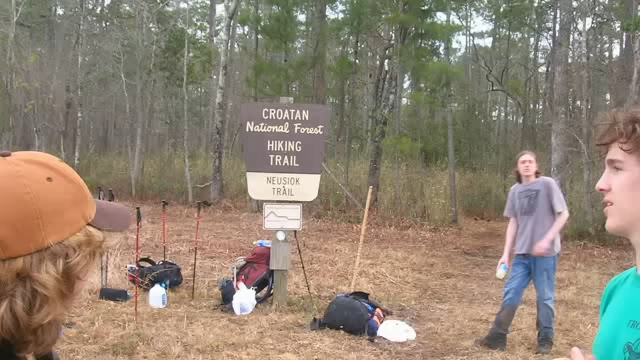 CROATAN
National Forest
HIKING
TRAIL
NEUSIOK
TRAIL